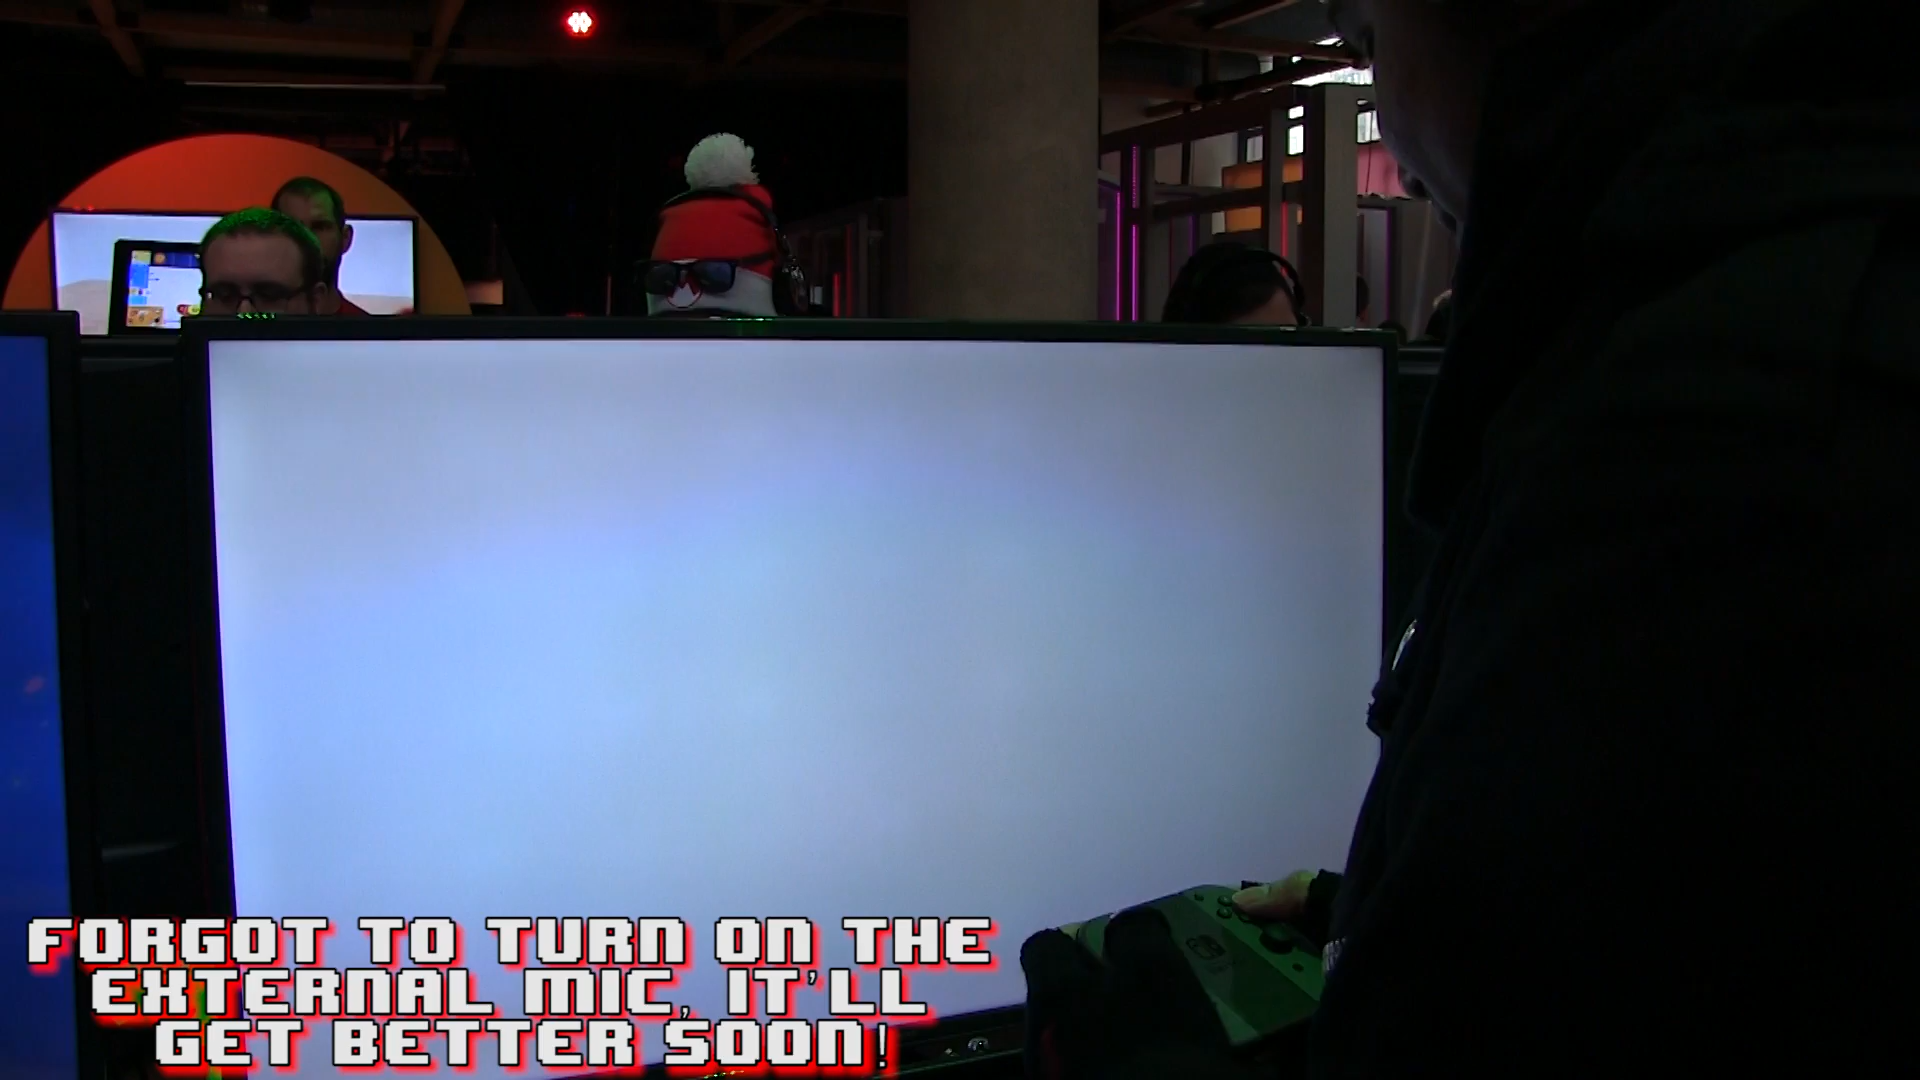 FORGOT TO TURN ON THE
EXTERNAL MIC, IT'LL
GET BETTER SOON!